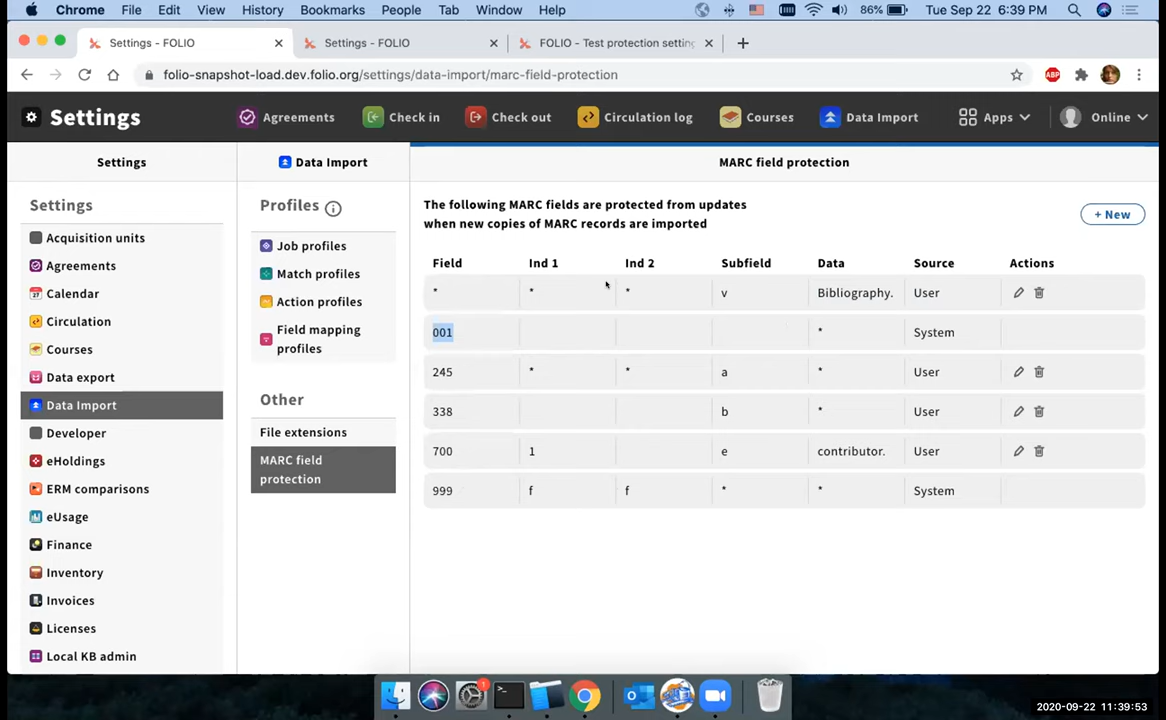 Chrome File Edit View History Bookmarks People Tab Window Help 86% Tue Sep 22 6:39 PM
Settings - FOLIO Settings - FOLIO FOLIO - Test protection setting
folio-snapshot-load.dev.folio.org/settings/data-import/marc-field-protection ABP
Settings Agreements Check in Check out Circulation log Courses Data Import Apps Online
Settings Data Import MARC field protection
Settings
Acquisition units
Agreements
Calendar
Circulation
Courses
Data export
Data Import
Developer
eHoldings
ERM comparisons
eUsage
Finance
Inventory
Invoices
Licenses
Local KB admin
Profiles
Job profiles
Match profiles
Action profiles
Field mapping
profiles
Other
File extensions
MARC field
protection
The following MARC fields are protected from updates
when new copies of MARC records are imported
+ New
Field Ind 1 Ind 2 Subfield Data Source Actions
* * * v Bibliography. User
001 * System
245 * * a * User
338 b * User
700 1 e contributor. User
999 f f * * System
2020-09-22 11:39:53